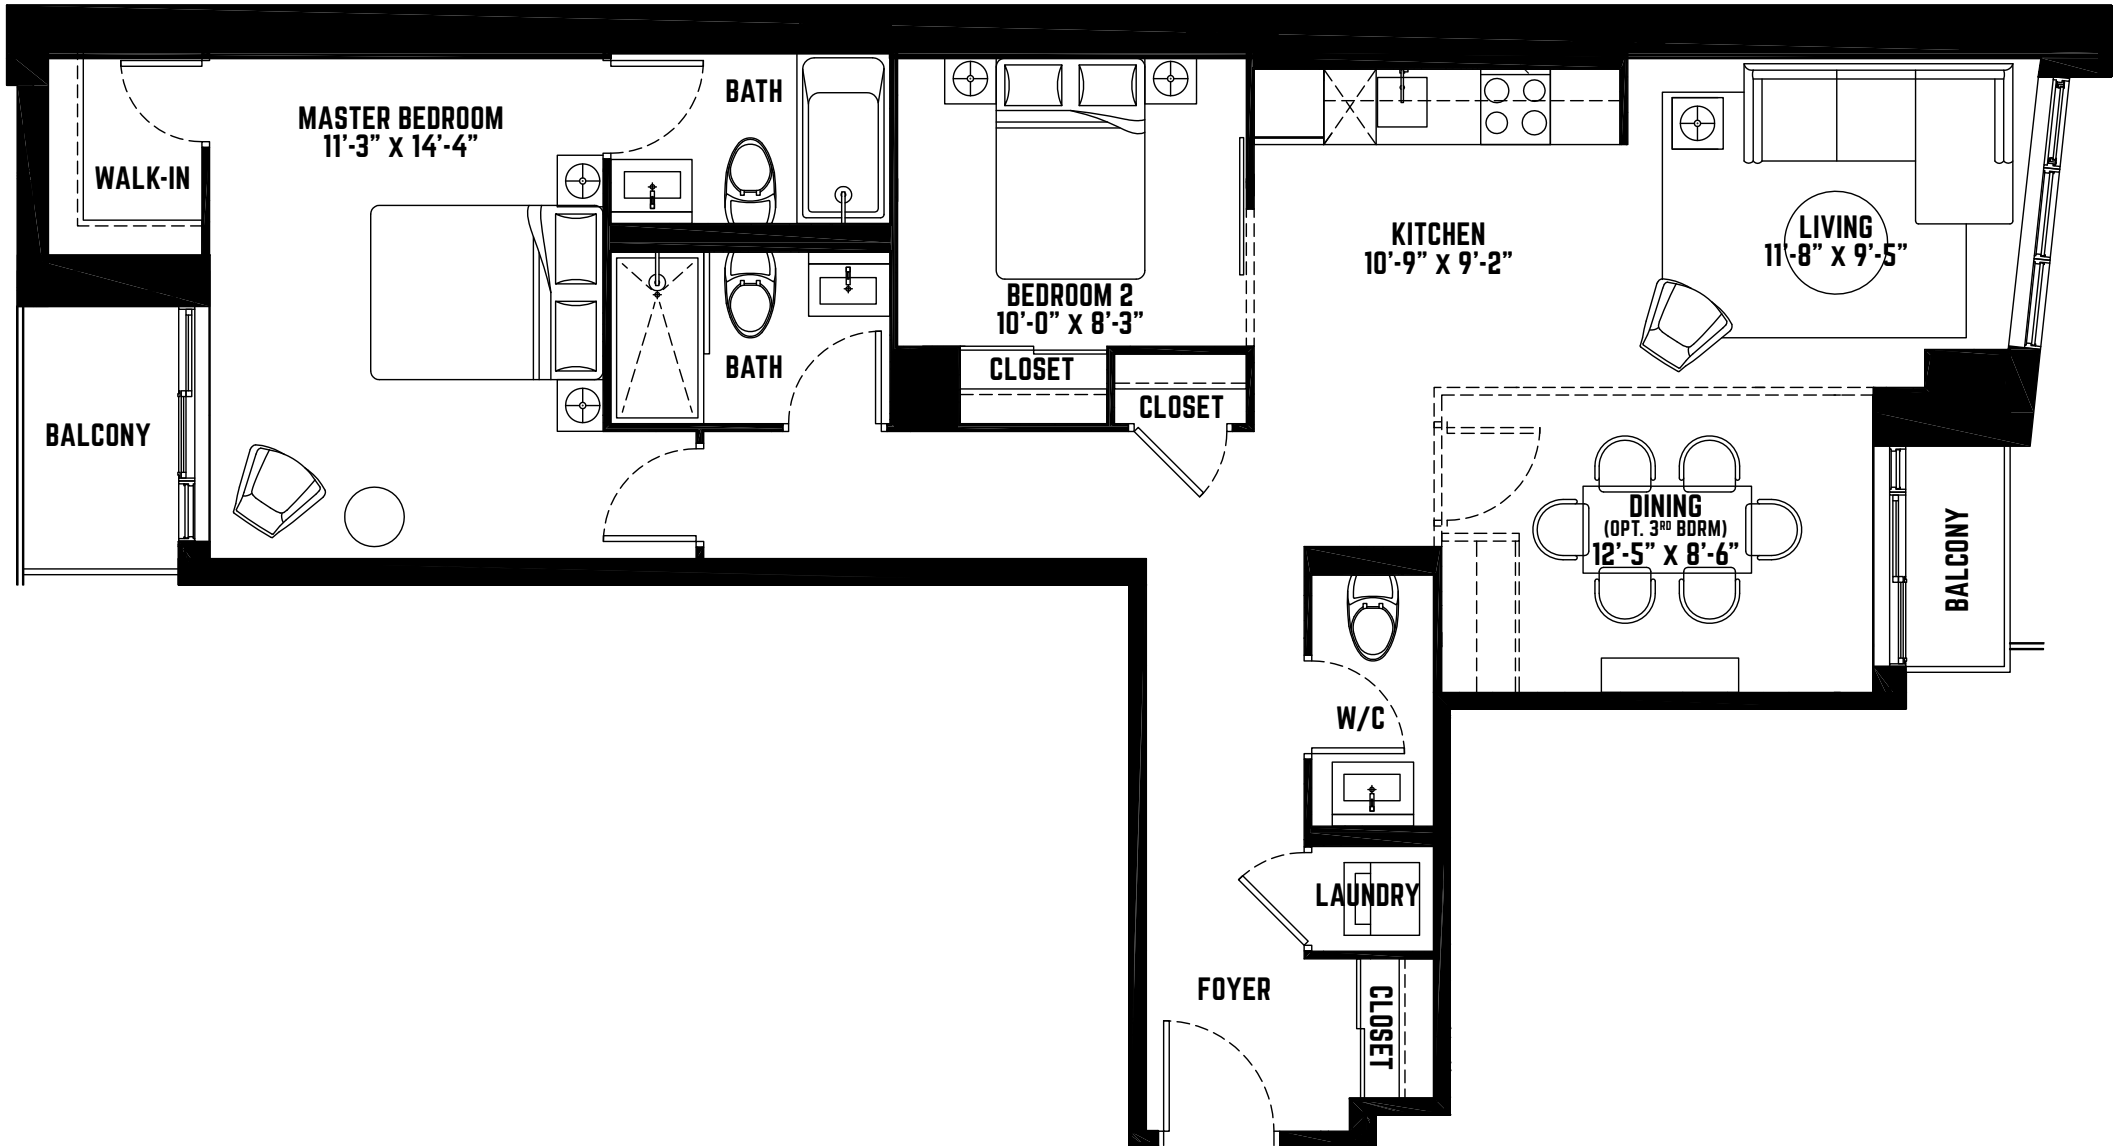 MASTER BEDROOM
11'-3" X 14'-4"
WALK-IN
BATH
BEDROOM 2
10'-0" X 8'-3"
KITCHEN
10'-9" X 9'-2"
LIVING
11'-8" X 9'-5"
BATH
CLOSET
CLOSET
BALCONY
DINING
(OPT. 3RD BDRM)
12'-5" X 8'-6"
BALCONY
W/C
LAUNDRY
FOYER
CLOSET